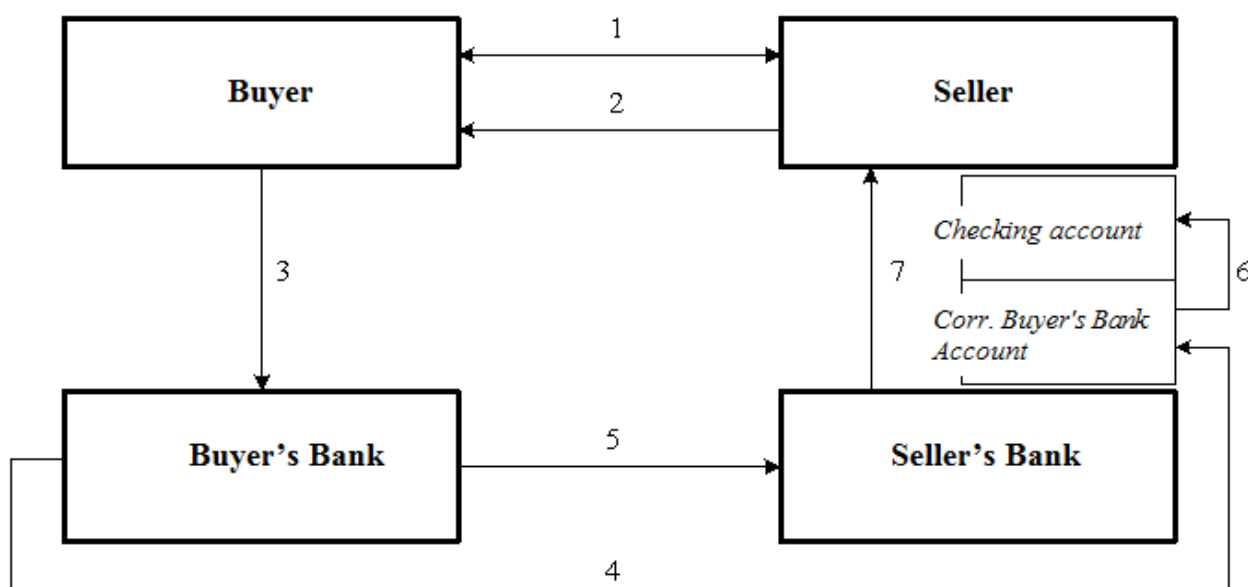 1
Buyer
Seller
2
Checking account
3
7
6
Corr. Buyer's Bank
Account
5
Buyer’s Bank
Seller’s Bank
4